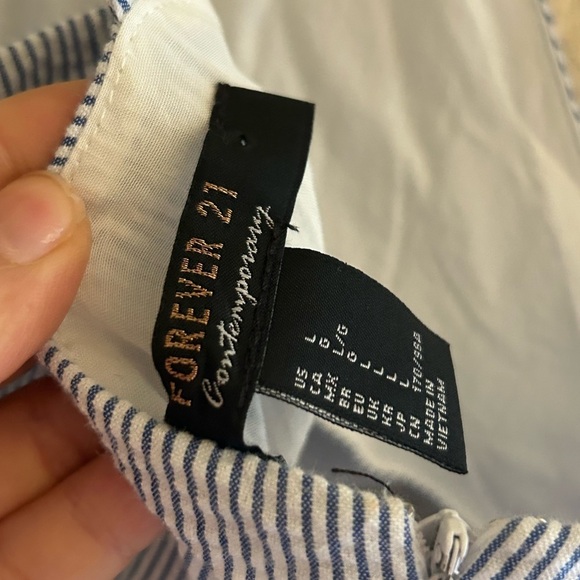 FOREVER 21
Contemporary
US L
CA L/G
MX G
BR G
EU L
UK L
KR L
JP L
CN 170/96A
MADE IN
VIETNAM